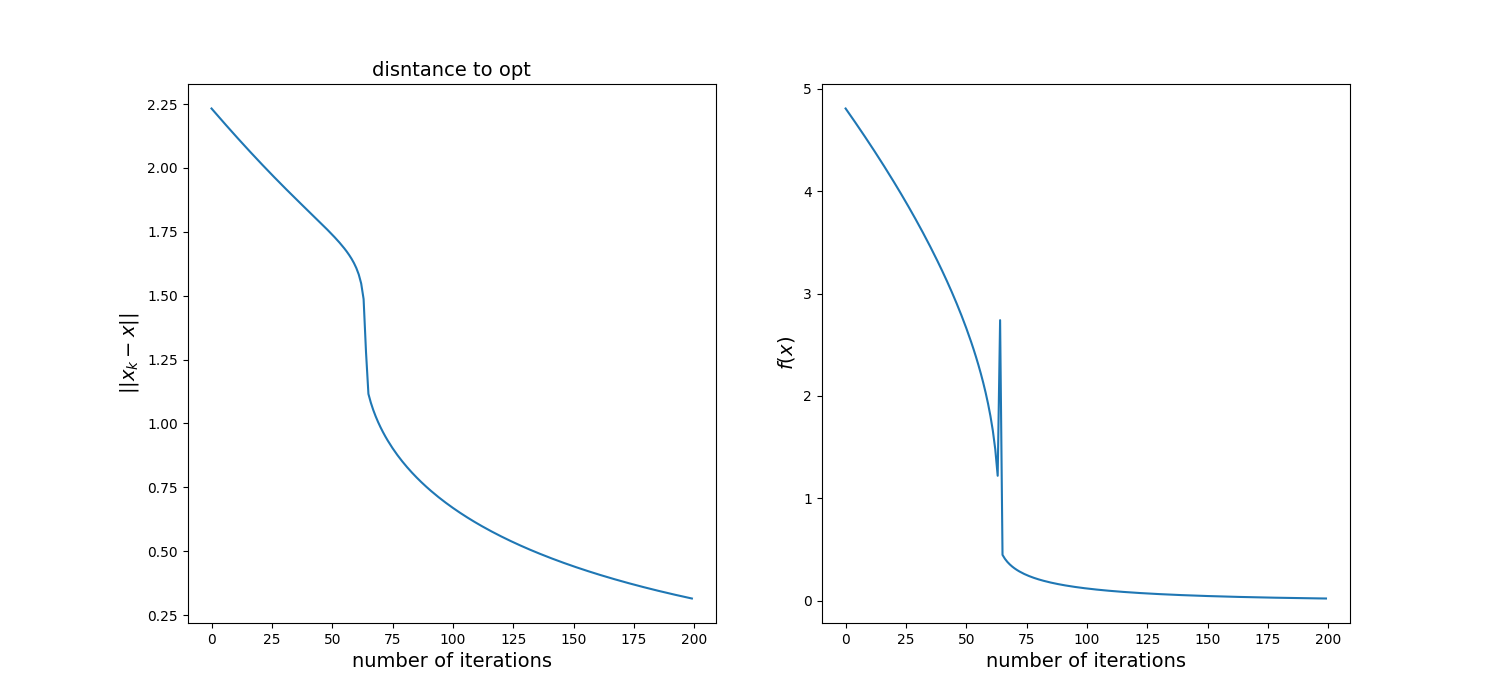 disntance to opt
||x_k − x||
2.25
2.00
1.75
1.50
1.25
1.00
0.75
0.50
0.25
0 25 50 75 100 125 150 175 200
number of iterations
f(x)
5
4
3
2
1
0
0 25 50 75 100 125 150 175 200
number of iterations